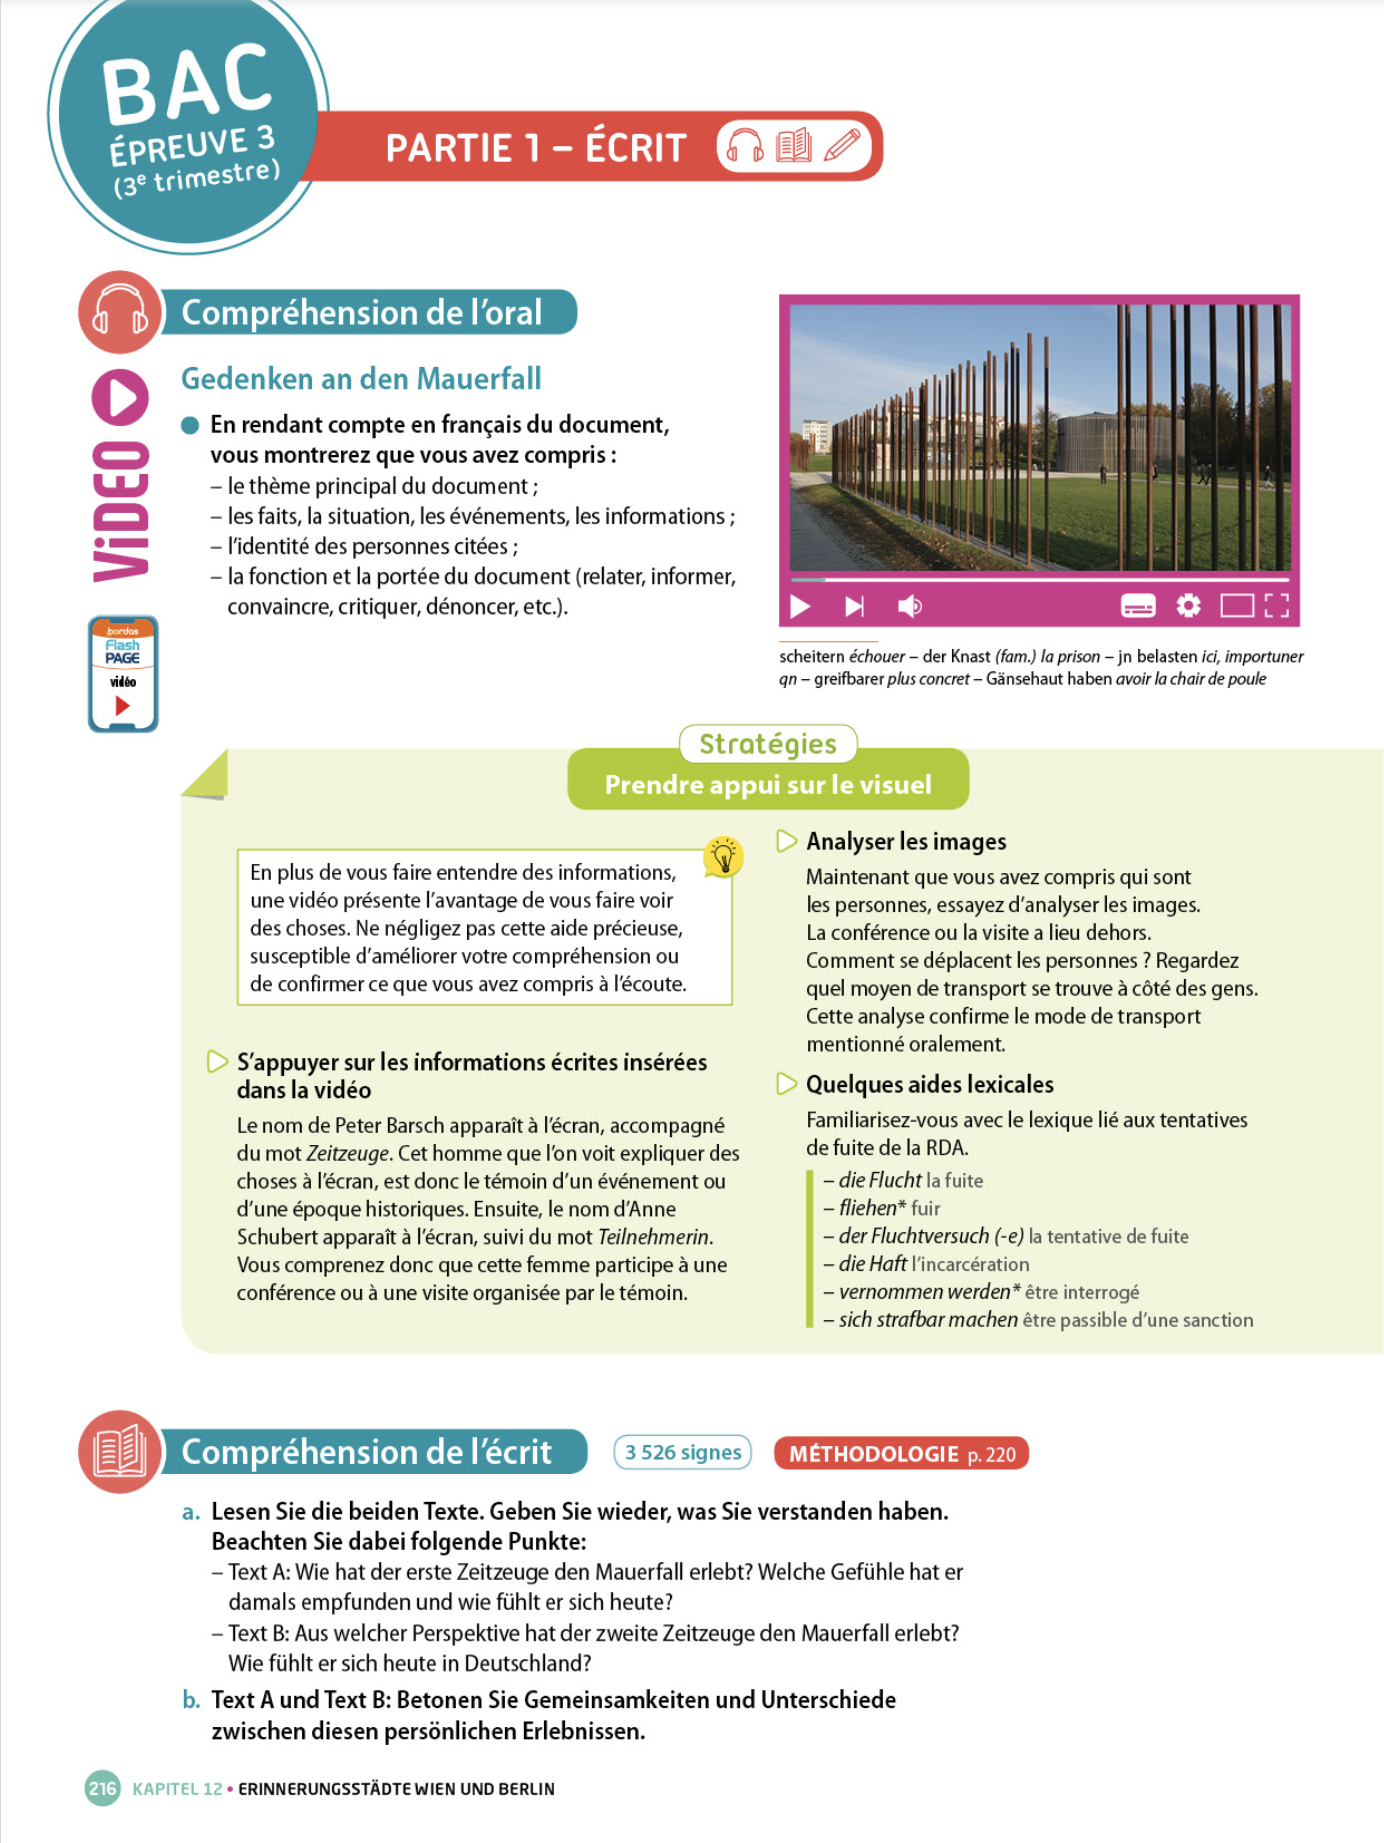 BAC
ÉPREUVE 3
(3e trimestre)
PARTIE 1 – ÉCRIT
Compréhension de l'oral
ViDEO
Gedenken an den Mauerfall
En rendant compte en français du document,
vous montrerez que vous avez compris :
– le thème principal du document ;
– les faits, la situation, les événements, les informations ;
– l'identité des personnes citées ;
– la fonction et la portée du document (relater, informer,
convaincre, critiquer, dénoncer, etc.).
bordas
Flash
PAGE
vidéo
scheitern échouer – der Knast (fam.) la prison – jn belasten ici, importuner
qn – greifbarer plus concret – Gänsehaut haben avoir la chair de poule
Stratégies
Prendre appui sur le visuel
En plus de vous faire entendre des informations,
une vidéo présente l'avantage de vous faire voir
des choses. Ne négligez pas cette aide précieuse,
susceptible d'améliorer votre compréhension ou
de confirmer ce que vous avez compris à l'écoute.
S'appuyer sur les informations écrites insérées
dans la vidéo
Le nom de Peter Barsch apparaît à l'écran, accompagné
du mot Zeitzeuge. Cet homme que l'on voit expliquer des
choses à l'écran, est donc le témoin d'un événement ou
d'une époque historiques. Ensuite, le nom d'Anne
Schubert apparaît à l'écran, suivi du mot Teilnehmerin.
Vous comprenez donc que cette femme participe à une
conférence ou à une visite organisée par le témoin.
Analyser les images
Maintenant que vous avez compris qui sont
les personnes, essayez d'analyser les images.
La conférence ou la visite a lieu dehors.
Comment se déplacent les personnes ? Regardez
quel moyen de transport se trouve à côté des gens.
Cette analyse confirme le mode de transport
mentionné oralement.
Quelques aides lexicales
Familiarisez-vous avec le lexique lié aux tentatives
de fuite de la RDA.
– die Flucht la fuite
– fliehen* fuir
– der Fluchtversuch (-e) la tentative de fuite
– die Haft l'incarcération
– vernommen werden* être interrogé
– sich strafbar machen être passible d'une sanction
Compréhension de l'écrit
3 526 signes
MÉTHODOLOGIE p. 220
a. Lesen Sie die beiden Texte. Geben Sie wieder, was Sie verstanden haben.
Beachten Sie dabei folgende Punkte:
– Text A: Wie hat der erste Zeitzeuge den Mauerfall erlebt? Welche Gefühle hat er
damals empfunden und wie fühlt er sich heute?
– Text B: Aus welcher Perspektive hat der zweite Zeitzeuge den Mauerfall erlebt?
Wie fühlt er sich heute in Deutschland?
b. Text A und Text B: Betonen Sie Gemeinsamkeiten und Unterschiede
zwischen diesen persönlichen Erlebnissen.
216 KAPITEL 12 • ERINNERUNGSSTÄDTE WIEN UND BERLIN